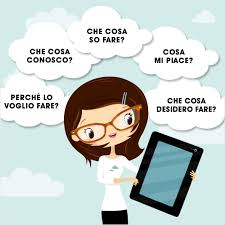 CHE COSA
SO FARE?
CHE COSA
CONOSCO?
COSA
MI PIACE?
PERCHÉ LO
VOGLIO FARE?
CHE COSA
DESIDERO FARE?